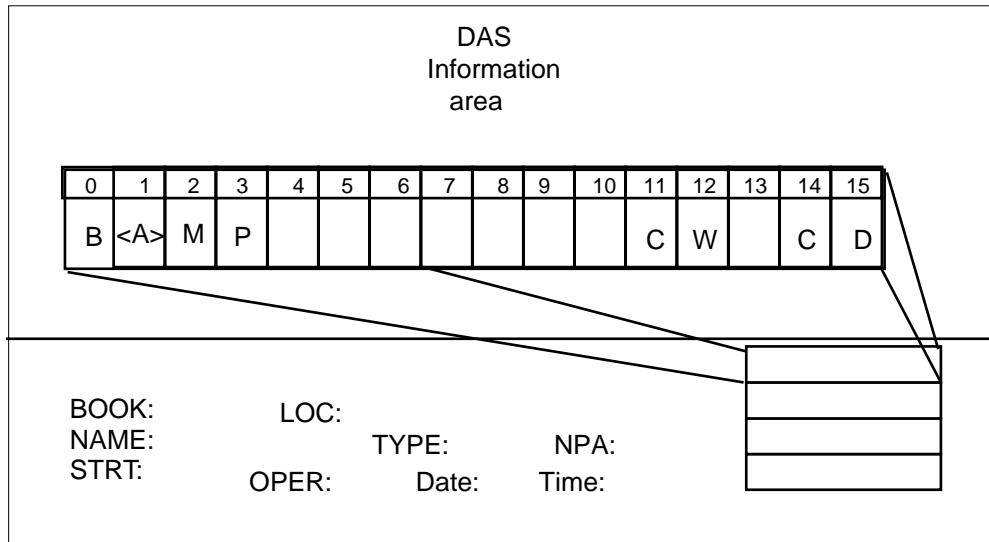 DAS
Information
area
0 1 2 3 4 5 6 7 8 9 10 11 12 13 14 15
B <A> M P C W C D
BOOK: LOC:
NAME: TYPE: NPA:
STRT: OPER: Date: Time: